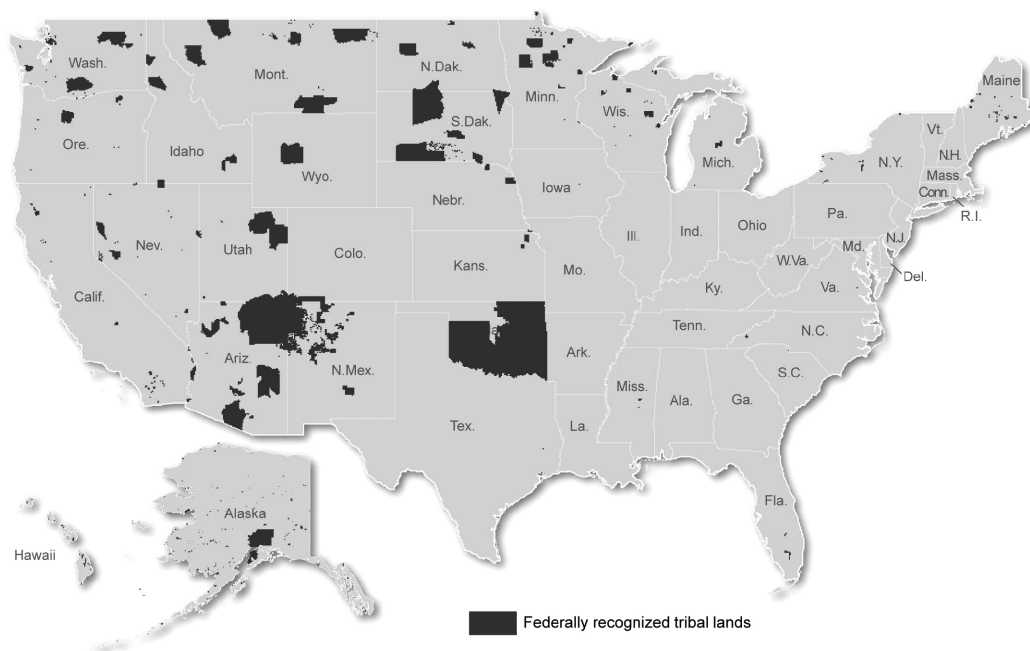 Wash.
Mont.
N.Dak.
Minn.
Maine
Ore.
Idaho
S.Dak.
Wis.
Vt.
N.H.
Wyo.
Mich.
N.Y.
Mass.
Conn.
R.I.
Nebr.
Iowa
Nev.
Utah
Colo.
Ill.
Ind.
Ohio
Pa.
N.J.
Md.
Del.
Calif.
Kans.
Mo.
W.Va.
Va.
Ky.
Tenn.
N.C.
Ariz.
N.Mex.
Ark.
S.C.
Tex.
La.
Miss.
Ala.
Ga.
Fla.
Alaska
Hawaii
Federally recognized tribal lands